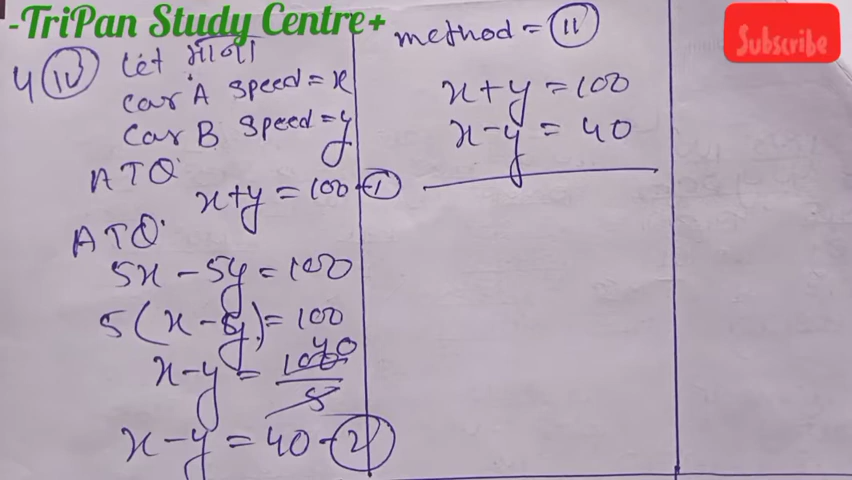 -TriPan Study Centre+
Subscribe
4 (iv) Let माना
Car A speed = x
Car B speed = y
ATQ
x+y = 100 - (1)
ATQ
5x - 5y = 100
5(x - y) = 100
x - y = 100/5
x - y = 40 - (2)
method = (ii)
x + y = 100
x - y = 40